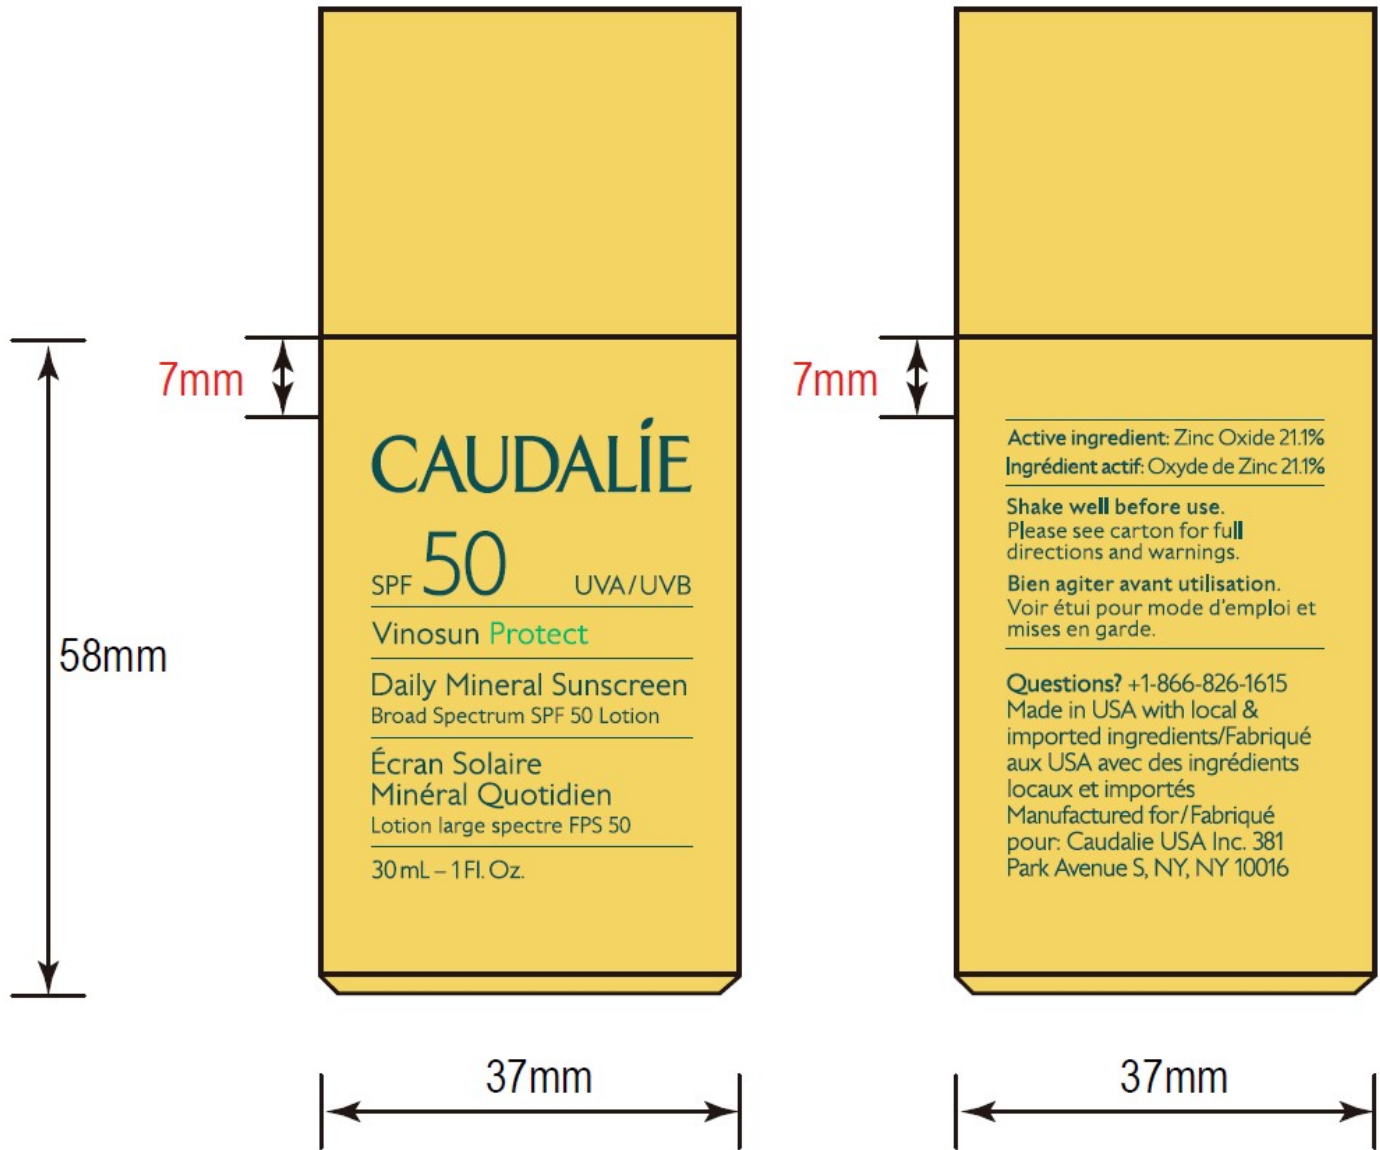 7mm
58mm
CAUDALÍE
SPF 50 UVA/UVB
Vinosun Protect
Daily Mineral Sunscreen
Broad Spectrum SPF 50 Lotion
Écran Solaire
Minéral Quotidien
Lotion large spectre FPS 50
30 mL – 1 Fl. Oz.
37mm
7mm
Active ingredient: Zinc Oxide 21.1%
Ingrédient actif: Oxyde de Zinc 21.1%
Shake well before use.
Please see carton for full
directions and warnings.
Bien agiter avant utilisation.
Voir étui pour mode d'emploi et
mises en garde.
Questions? +1-866-826-1615
Made in USA with local &
imported ingredients/Fabriqué
aux USA avec des ingrédients
locaux et importés
Manufactured for/Fabriqué
pour: Caudalie USA Inc. 381
Park Avenue S, NY, NY 10016
37mm